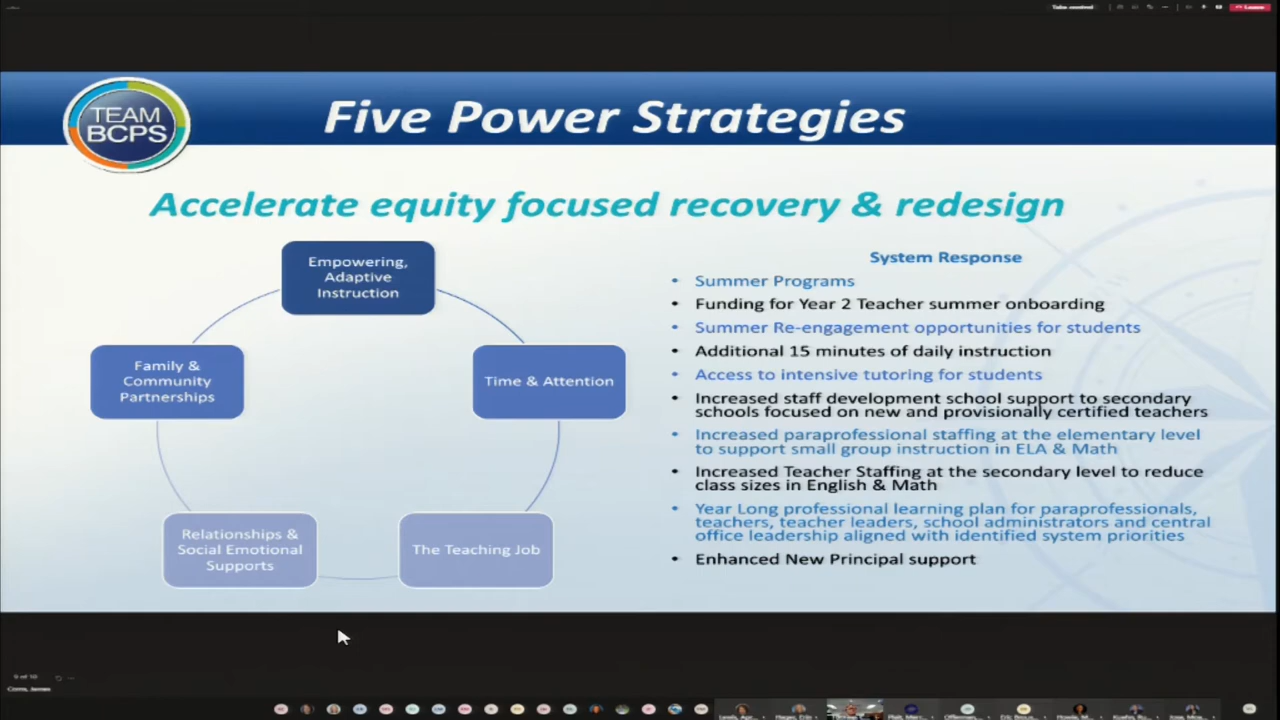 Take control
Leave
TEAM
BCPS
Five Power Strategies
Accelerate equity focused recovery & redesign
Empowering,
Adaptive
Instruction
Time & Attention
The Teaching Job
Relationships &
Social Emotional
Supports
Family &
Community
Partnerships
System Response
• Summer Programs
• Funding for Year 2 Teacher summer onboarding
• Summer Re-engagement opportunities for students
• Additional 15 minutes of daily instruction
• Access to intensive tutoring for students
• Increased staff development school support to secondary
schools focused on new and provisionally certified teachers
• Increased paraprofessional staffing at the elementary level
to support small group instruction in ELA & Math
• Increased Teacher Staffing at the secondary level to reduce
class sizes in English & Math
• Year Long professional learning plan for paraprofessionals,
teachers, teacher leaders, school administrators and central
office leadership aligned with identified system priorities
• Enhanced New Principal support
9 of 10